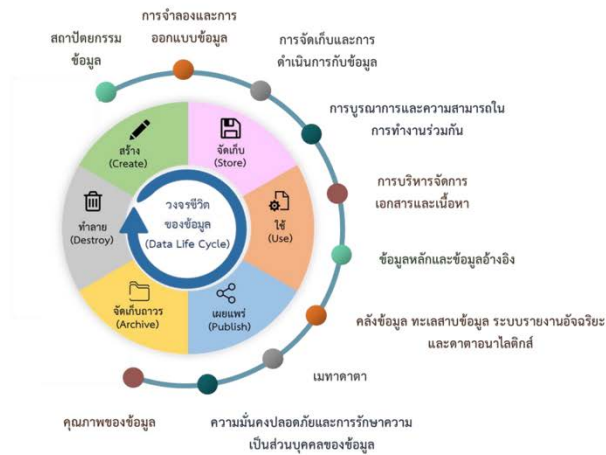 การจำลองและการ
ออกแบบข้อมูล
สถาปัตยกรรม
ข้อมูล
การจัดเก็บและการ
ดำเนินการกับข้อมูล
การบูรณาการและความสามารถใน
การทำงานร่วมกัน
การบริหารจัดการ
เอกสารและเนื้อหา
ข้อมูลหลักและข้อมูลอ้างอิง
คลังข้อมูล ทะเลสาบข้อมูล ระบบรายงานอัจฉริยะ
และดาตาอนาไลติกส์
เมทาดาตา
ความมั่นคงปลอดภัยและการรักษาความ
เป็นส่วนบุคคลของข้อมูล
คุณภาพของข้อมูล
สร้าง
(Create)
จัดเก็บ
(Store)
ใช้
(Use)
เผยแพร่
(Publish)
จัดเก็บถาวร
(Archive)
ทำลาย
(Destroy)
วงจรชีวิต
ของข้อมูล
(Data Life Cycle)